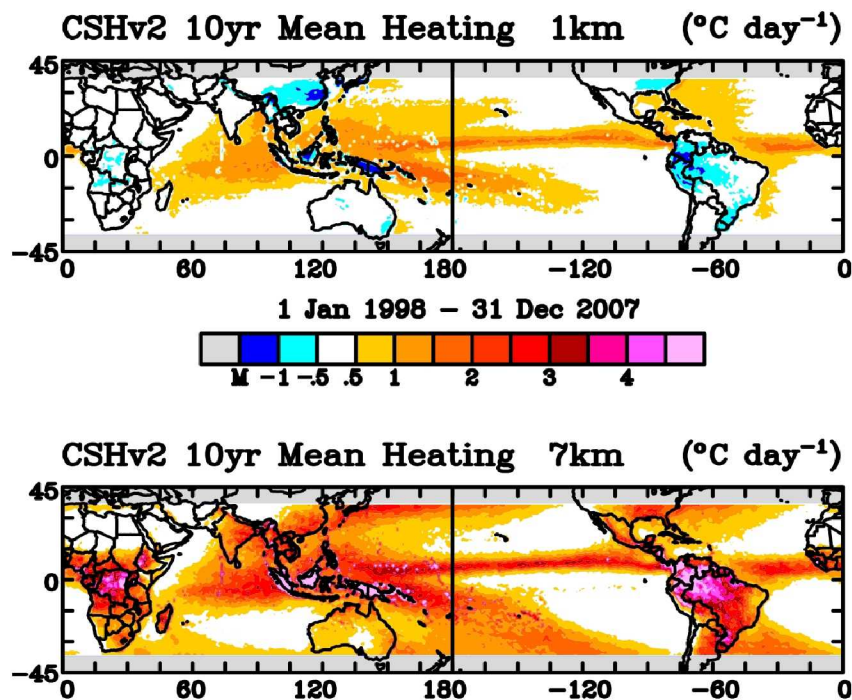 CSHv2 10yr Mean Heating 1km (°C day⁻¹)
45
0
-45
0 60 120 180 -120 -60 0
1 Jan 1998 – 31 Dec 2007
M -1 -.5 .5 1 2 3 4
CSHv2 10yr Mean Heating 7km (°C day⁻¹)
45
0
-45
0 60 120 180 -120 -60 0